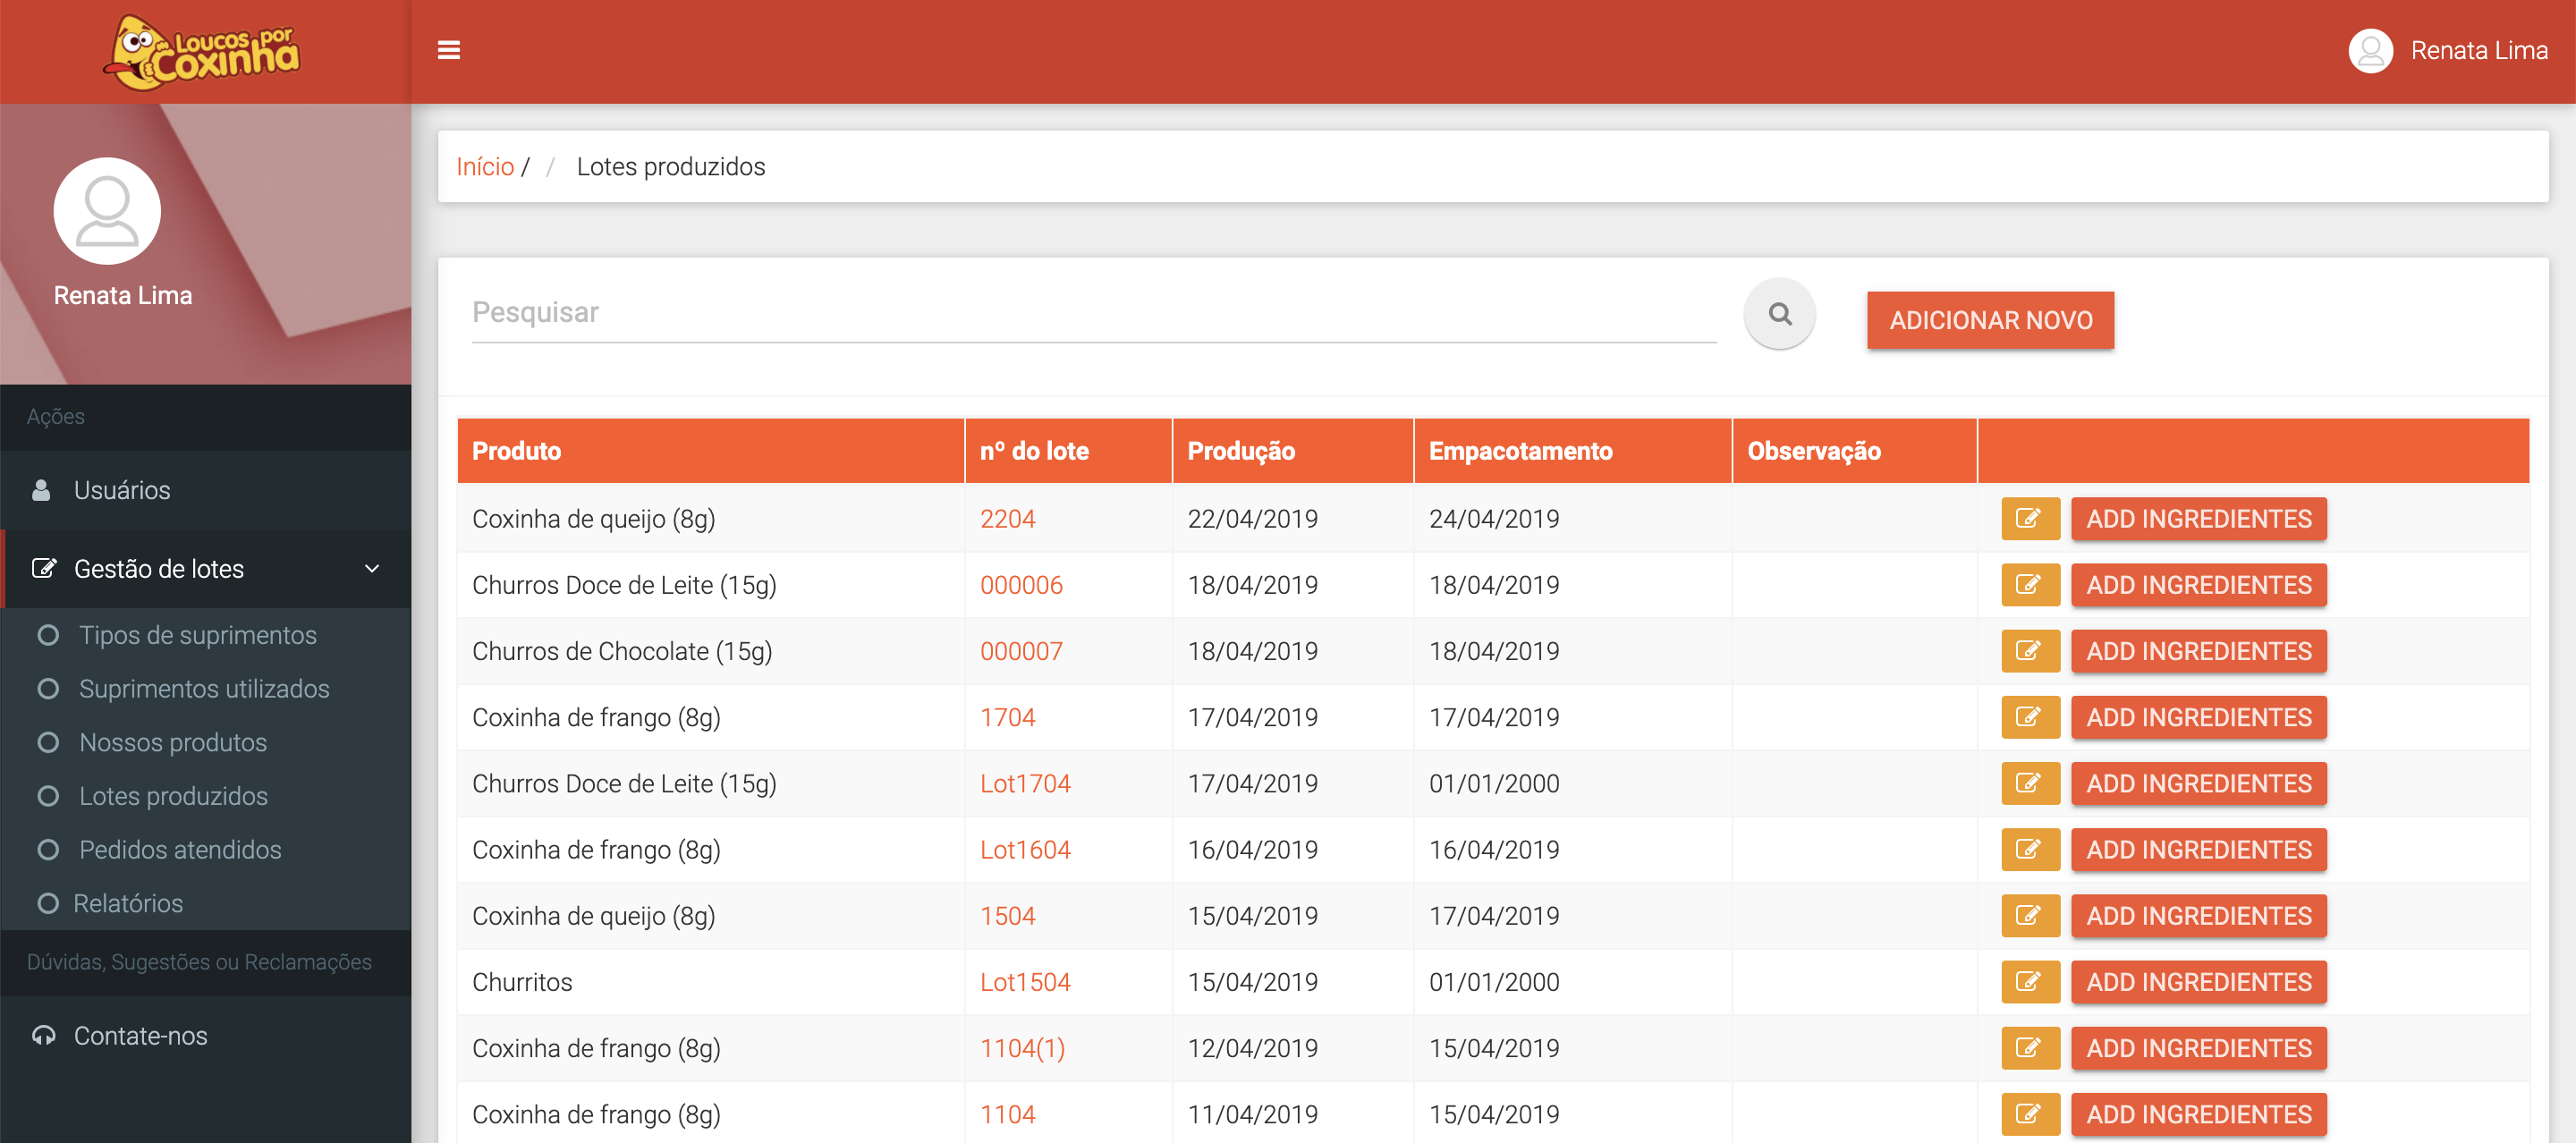 Loucos por
Coxinha
Renata Lima
Renata Lima
Ações
Usuários
Gestão de lotes
Tipos de suprimentos
Suprimentos utilizados
Nossos produtos
Lotes produzidos
Pedidos atendidos
Relatórios
Dúvidas, Sugestões ou Reclamações
Contate-nos
Início / / Lotes produzidos
Pesquisar
ADICIONAR NOVO
Produto nº do lote Produção Empacotamento Observação
Coxinha de queijo (8g) 2204 22/04/2019 24/04/2019 ADD INGREDIENTES
Churros Doce de Leite (15g) 000006 18/04/2019 18/04/2019 ADD INGREDIENTES
Churros de Chocolate (15g) 000007 18/04/2019 18/04/2019 ADD INGREDIENTES
Coxinha de frango (8g) 1704 17/04/2019 17/04/2019 ADD INGREDIENTES
Churros Doce de Leite (15g) Lot1704 17/04/2019 01/01/2000 ADD INGREDIENTES
Coxinha de frango (8g) Lot1604 16/04/2019 16/04/2019 ADD INGREDIENTES
Coxinha de queijo (8g) 1504 15/04/2019 17/04/2019 ADD INGREDIENTES
Churritos Lot1504 15/04/2019 01/01/2000 ADD INGREDIENTES
Coxinha de frango (8g) 1104(1) 12/04/2019 15/04/2019 ADD INGREDIENTES
Coxinha de frango (8g) 1104 11/04/2019 15/04/2019 ADD INGREDIENTES